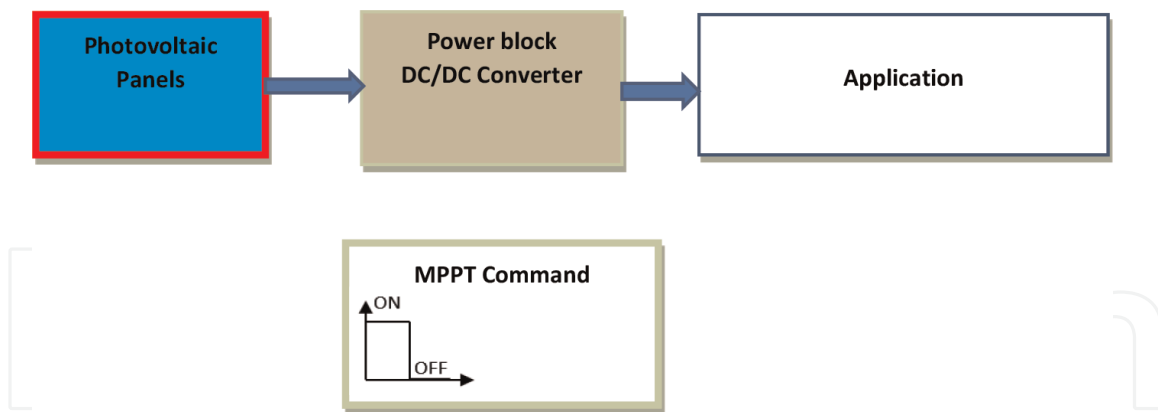 Photovoltaic
Panels
Power block
DC/DC Converter
Application
MPPT Command
ON
OFF